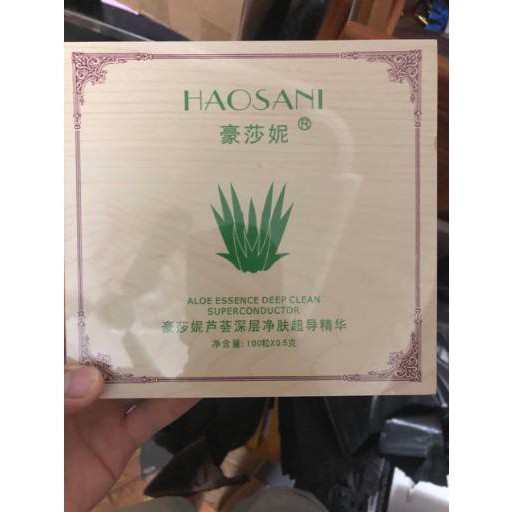 HAOSANI
豪莎妮®
ALOE ESSENCE DEEP CLEAN
SUPERCONDUCTOR
豪莎妮芦荟深层净肤超导精华
净含量:100粒X0.5克